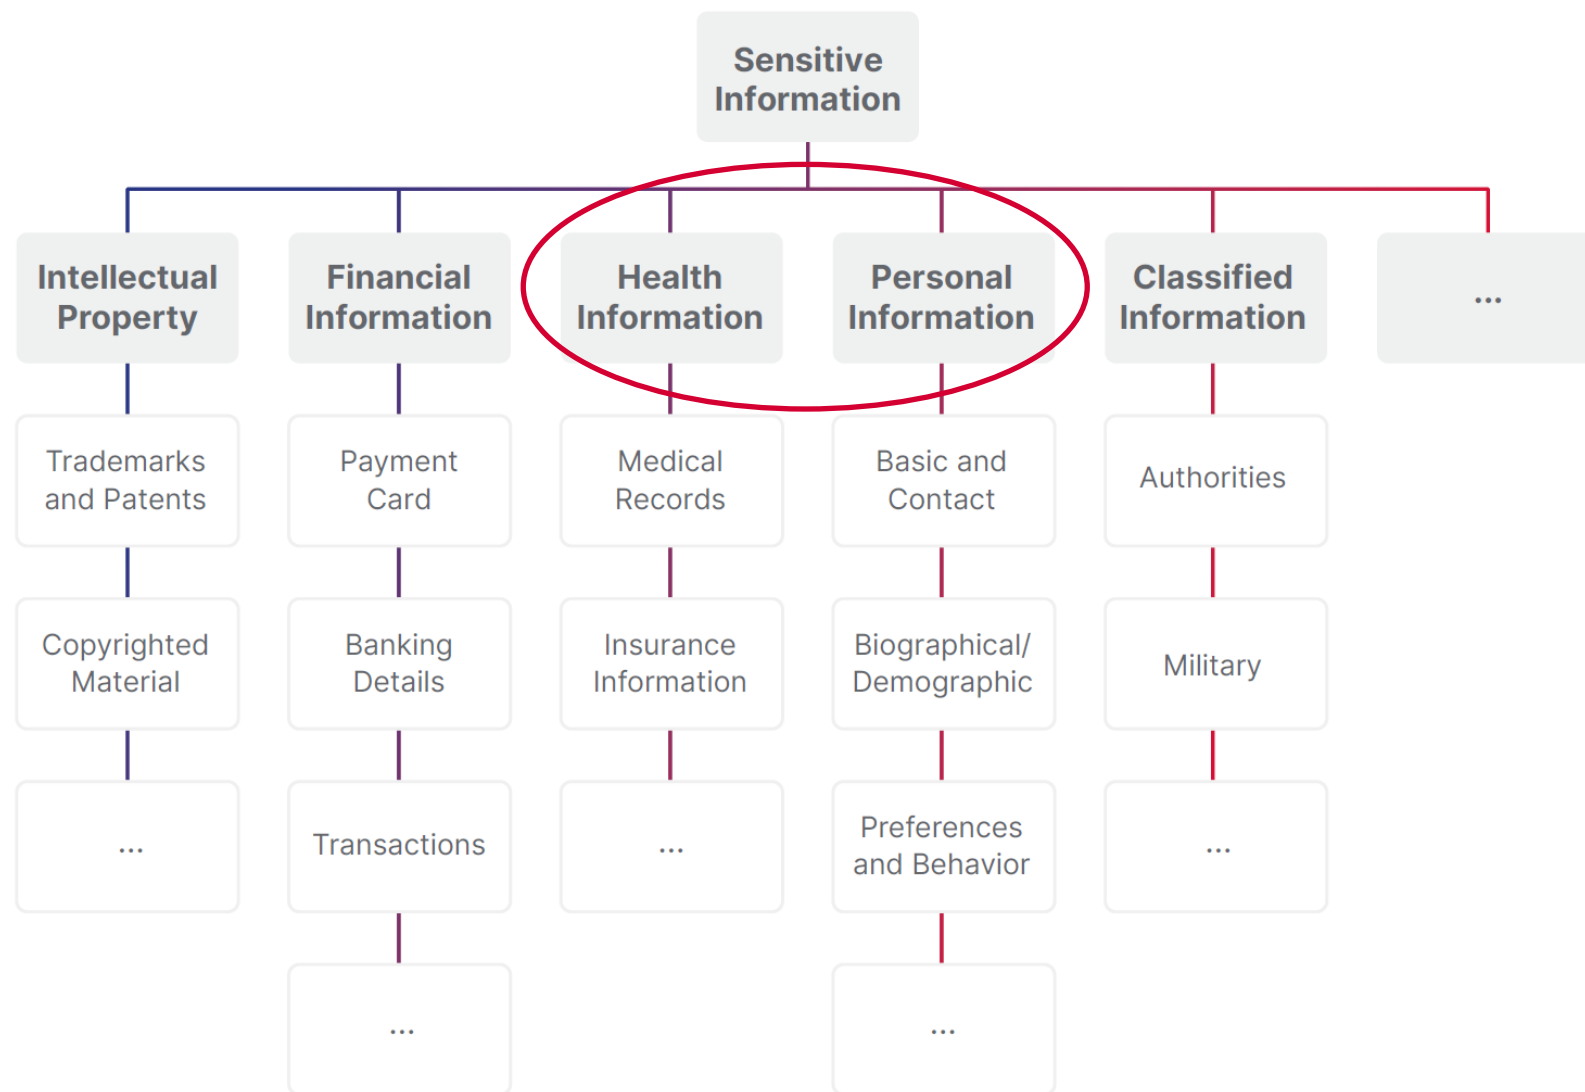 Sensitive
Information
Intellectual
Property
Financial
Information
Health
Information
Personal
Information
Classified
Information
...
Trademarks
and Patents
Payment
Card
Medical
Records
Basic and
Contact
Authorities
Copyrighted
Material
Banking
Details
Insurance
Information
Biographical/
Demographic
Military
...
Transactions
...
Preferences
and Behavior
...
...
...